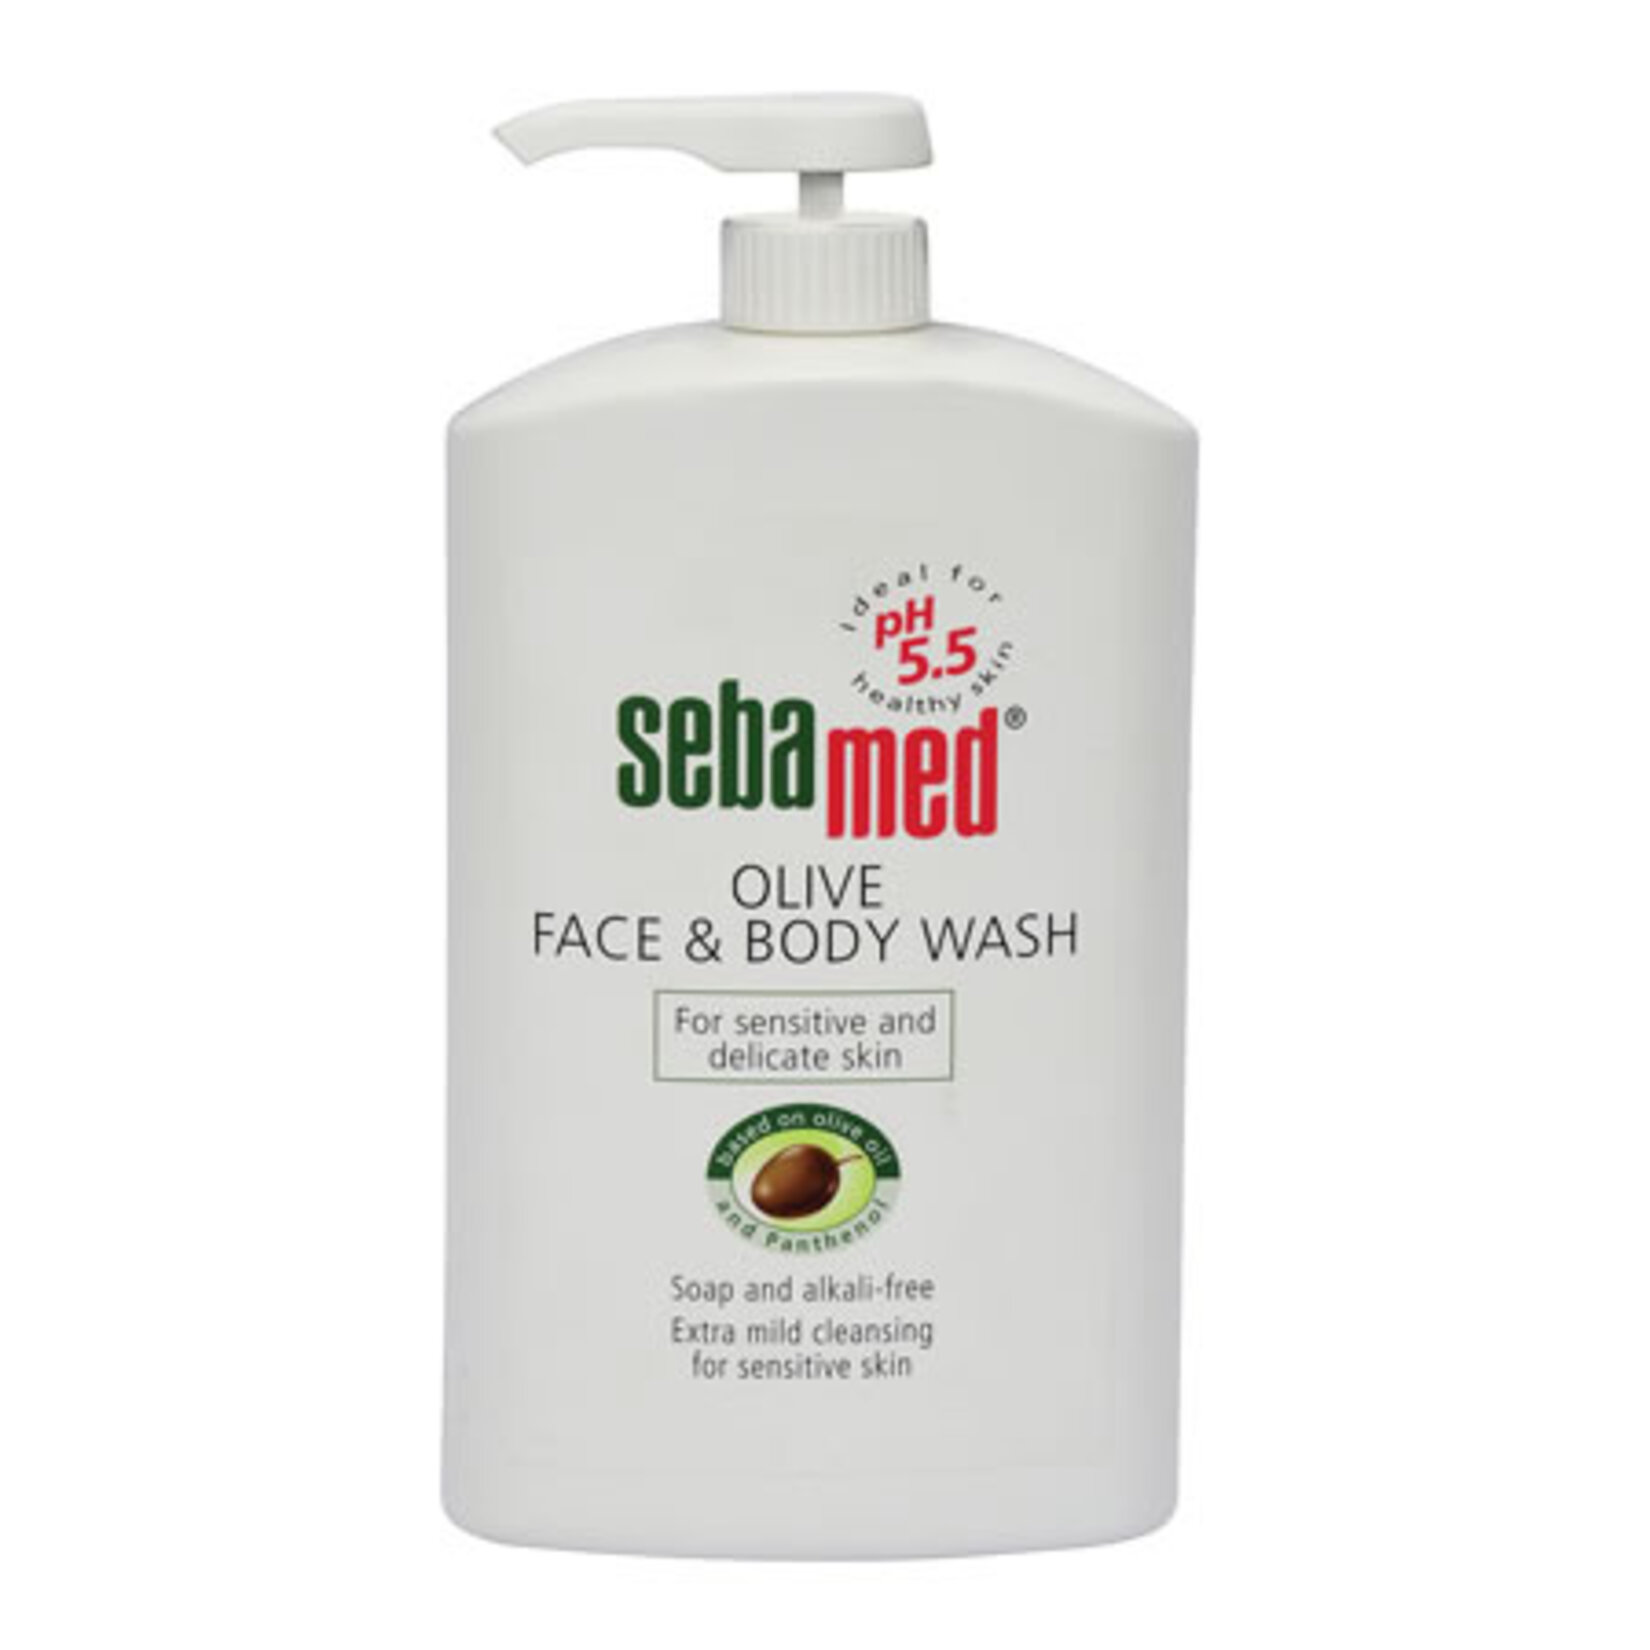 Ideal for
pH
5.5
healthy skin
sebamed®
OLIVE
FACE & BODY WASH
For sensitive and
delicate skin
based on olive oil
and Panthenol
Soap and alkali-free
Extra mild cleansing
for sensitive skin